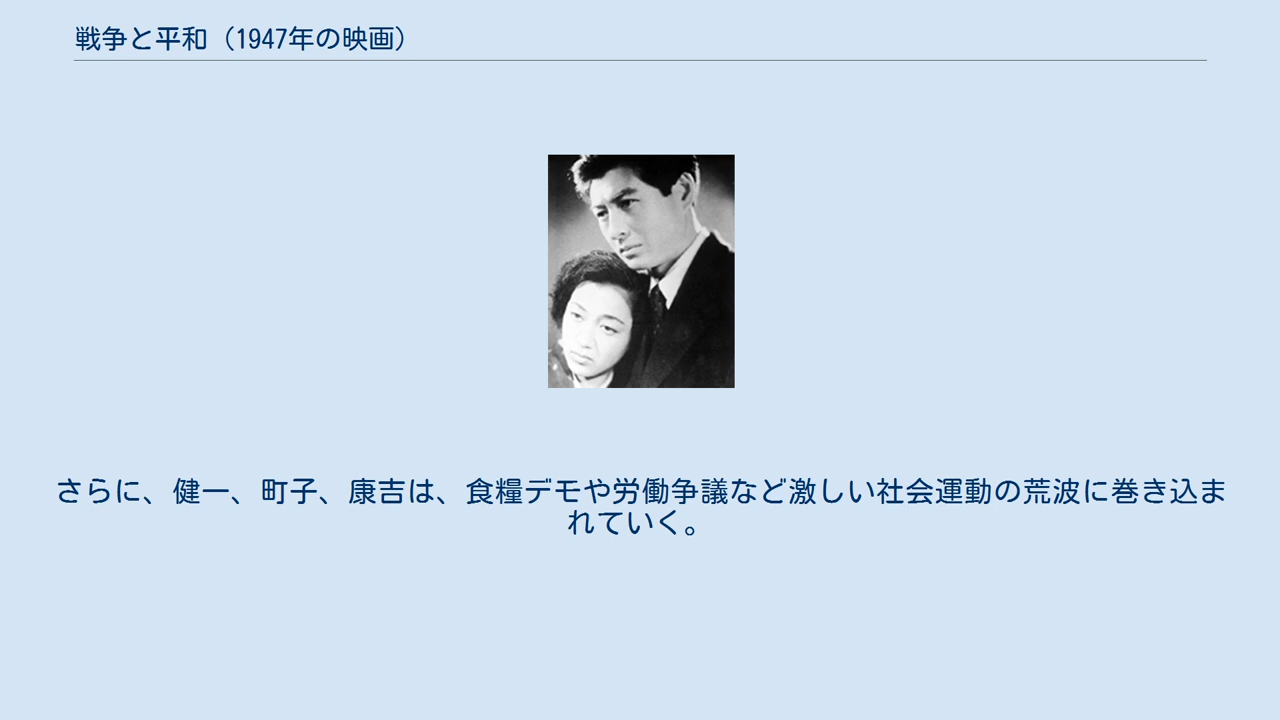 戦争と平和（1947年の映画）
さらに、健一、町子、康吉は、食糧デモや労働争議など激しい社会運動の荒波に巻き込ま
れていく。